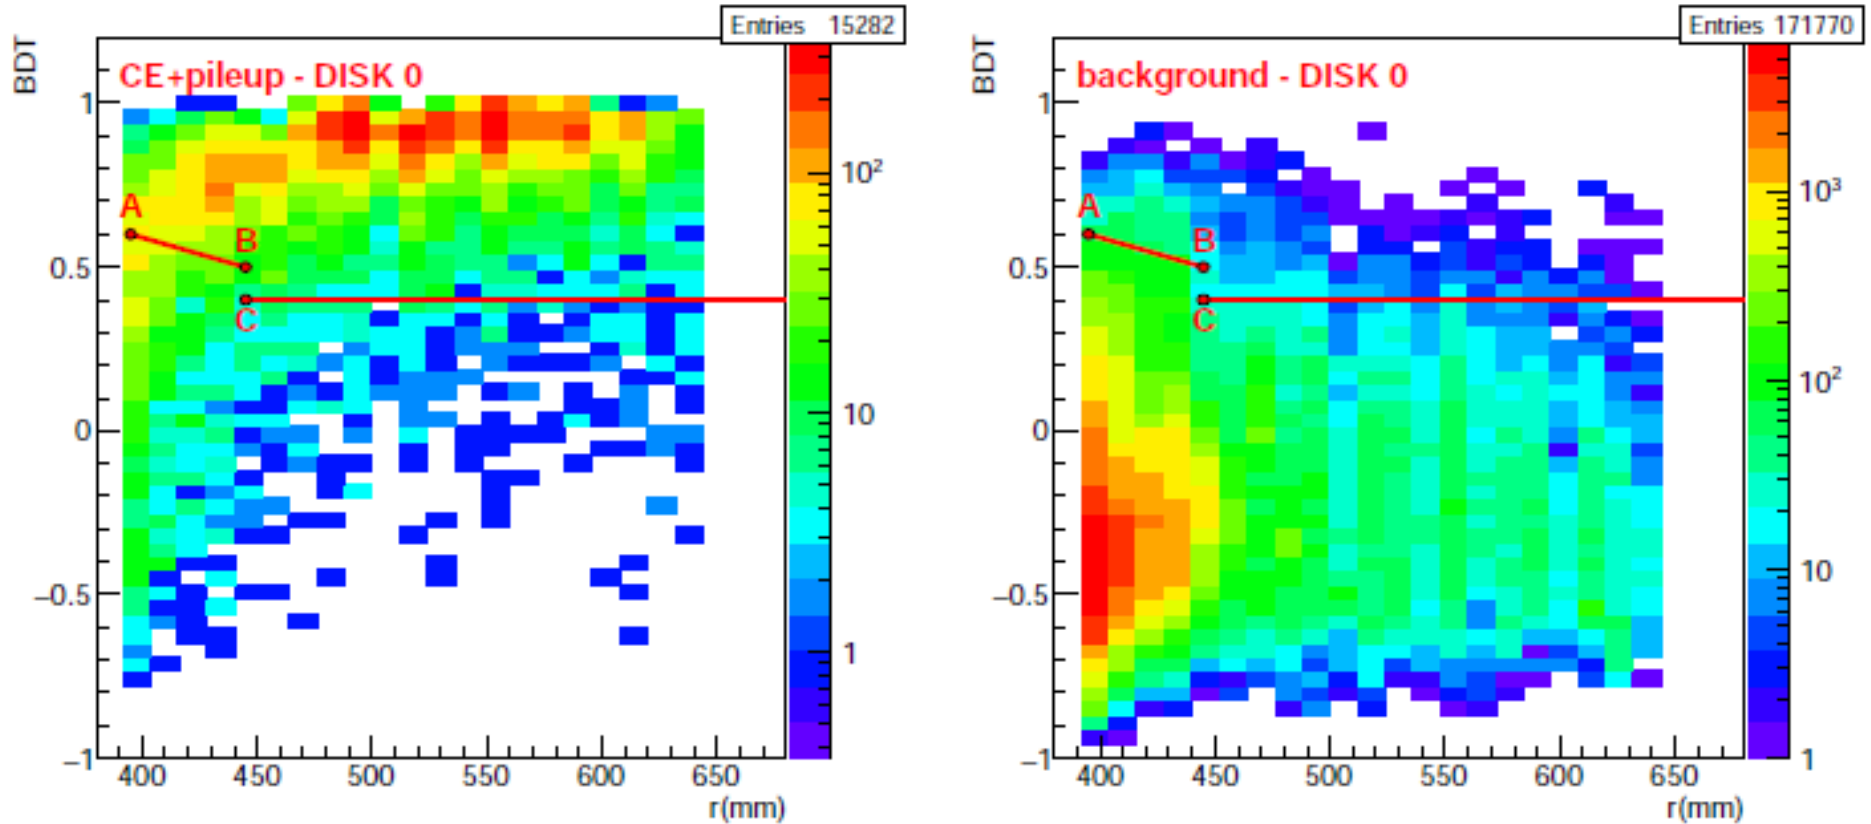 Entries 15282
BDT
CE+pileup - DISK 0
1
0.5
0
−0.5
−1
A
B
C
400 450 500 550 600 650
r(mm)
10²
10
1
Entries 171770
BDT
background - DISK 0
1
0.5
0
−0.5
−1
A
B
C
400 450 500 550 600 650
r(mm)
10³
10²
10
1